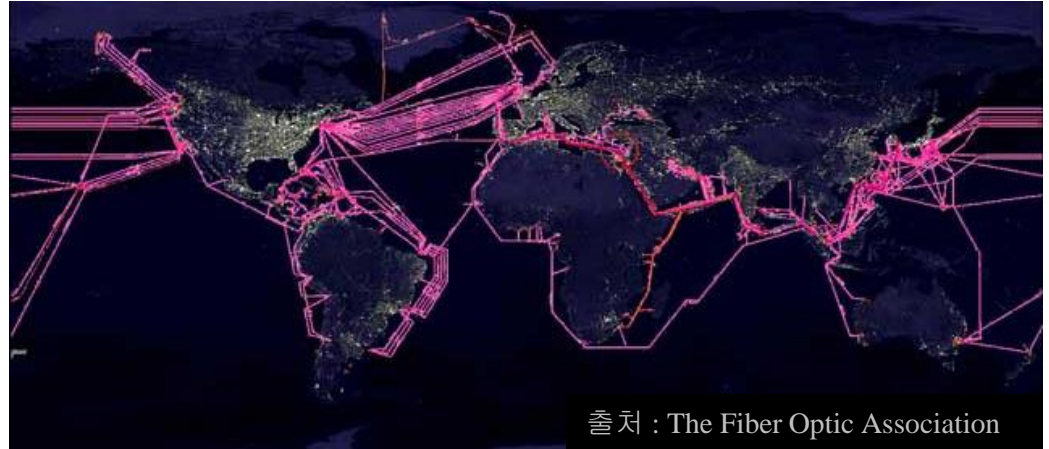 출처 : The Fiber Optic Association